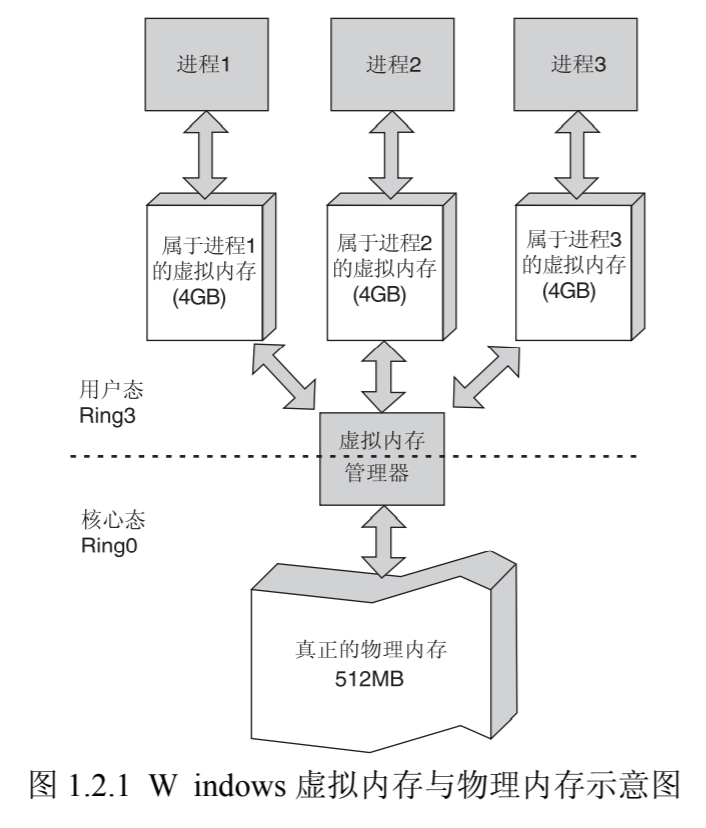 进程1
进程2
进程3
属于进程1
的虚拟内存
(4GB)
属于进程2
的虚拟内存
(4GB)
属于进程3
的虚拟内存
(4GB)
用户态
Ring3
虚拟内存
管理器
核心态
Ring0
真正的物理内存
512MB
图 1.2.1 W indows 虚拟内存与物理内存示意图